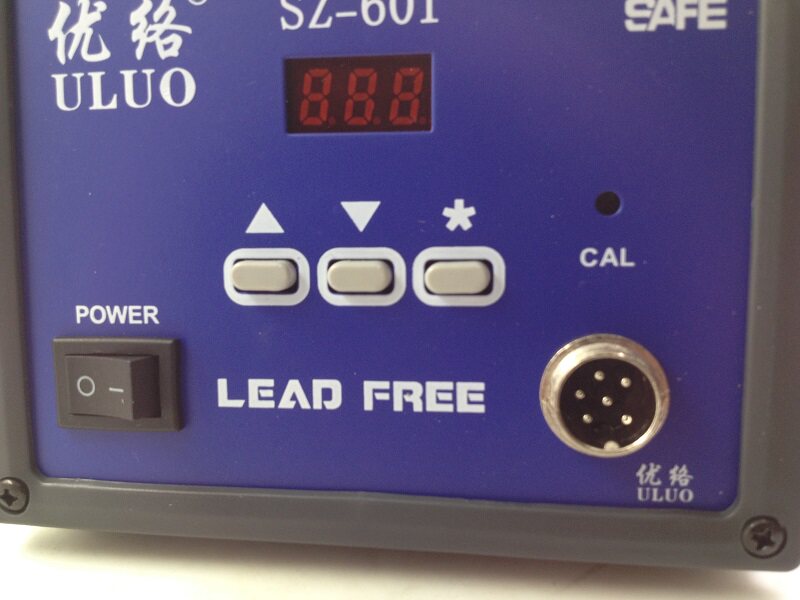 优络®
ULUO
SZ-601
SAFE
888
CAL
POWER
O I
LEAD FREE
优络
ULUO